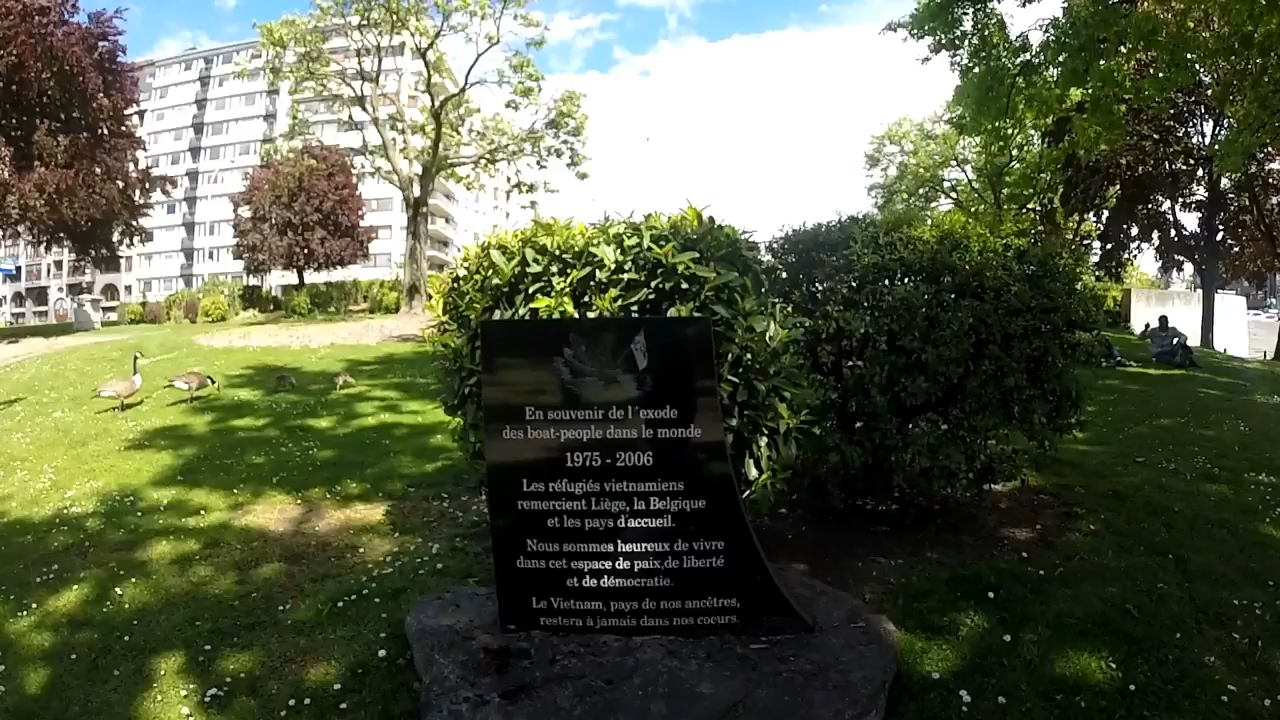 En souvenir de l'exode
des boat-people dans le monde
1975 - 2006
Les réfugiés vietnamiens
remercient Liège, la Belgique
et les pays d'accueil.
Nous sommes heureux de vivre
dans cet espace de paix,de liberté
et de démocratie.
Le Vietnam, pays de nos ancêtres,
restera à jamais dans nos coeurs.